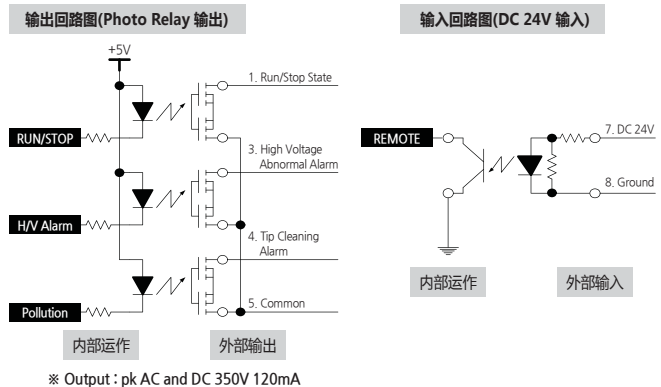 输出回路图(Photo Relay 输出)
+5V
1. Run/Stop State
RUN/STOP
3. High Voltage
Abnormal Alarm
H/V Alarm
4. Tip Cleaning
Alarm
5. Common
Pollution
内部运作
外部输出
※ Output : pk AC and DC 350V 120mA
输入回路图(DC 24V 输入)
REMOTE
7. DC 24V
8. Ground
内部运作
外部输入